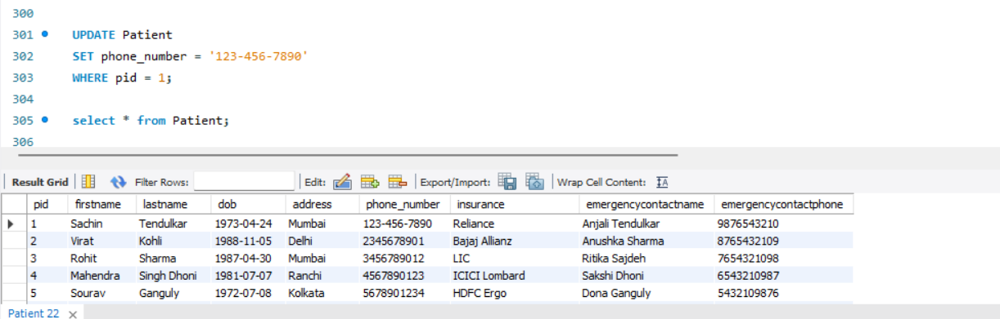 300
301 UPDATE Patient
302 SET phone_number = '123-456-7890'
303 WHERE pid = 1;
304
305 select * from Patient;
306
Result Grid Filter Rows: Edit: Export/Import: Wrap Cell Content: IA
pid firstname lastname dob address phone_number insurance emergencycontactname emergencycontactphone
1 Sachin Tendulkar 1973-04-24 Mumbai 123-456-7890 Reliance Anjali Tendulkar 9876543210
2 Virat Kohli 1988-11-05 Delhi 2345678901 Bajaj Allianz Anushka Sharma 8765432109
3 Rohit Sharma 1987-04-30 Mumbai 3456789012 LIC Ritika Sajdeh 7654321098
4 Mahendra Singh Dhoni 1981-07-07 Ranchi 4567890123 ICICI Lombard Sakshi Dhoni 6543210987
5 Sourav Ganguly 1972-07-08 Kolkata 5678901234 HDFC Ergo Dona Ganguly 5432109876
Patient 22 ×